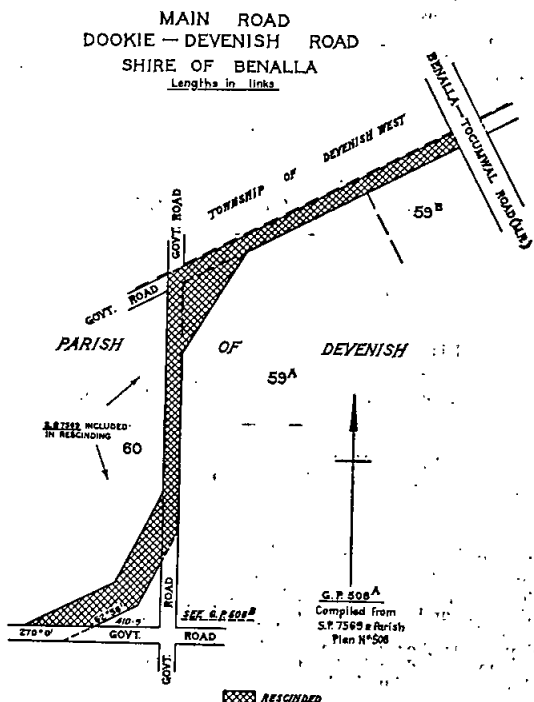 MAIN ROAD
DOOKIE — DEVENISH ROAD
SHIRE OF BENALLA
Lengths in links
BENALLA — TOCUMWAL ROAD (M.R.)
TOWNSHIP OF DEVENISH WEST
59B
GOVT. ROAD
GOVT. ROAD
PARISH OF DEVENISH
59A
S.P. 7569 INCLUDED
IN RESCINDING
60
ROAD
SEE G.P. 508B
G.P. 508A
Compiled from
S.P. 7569 & Parish
Plan No 508
410·9'
270°0'
GOVT. ROAD
GOVT.
RESCINDED